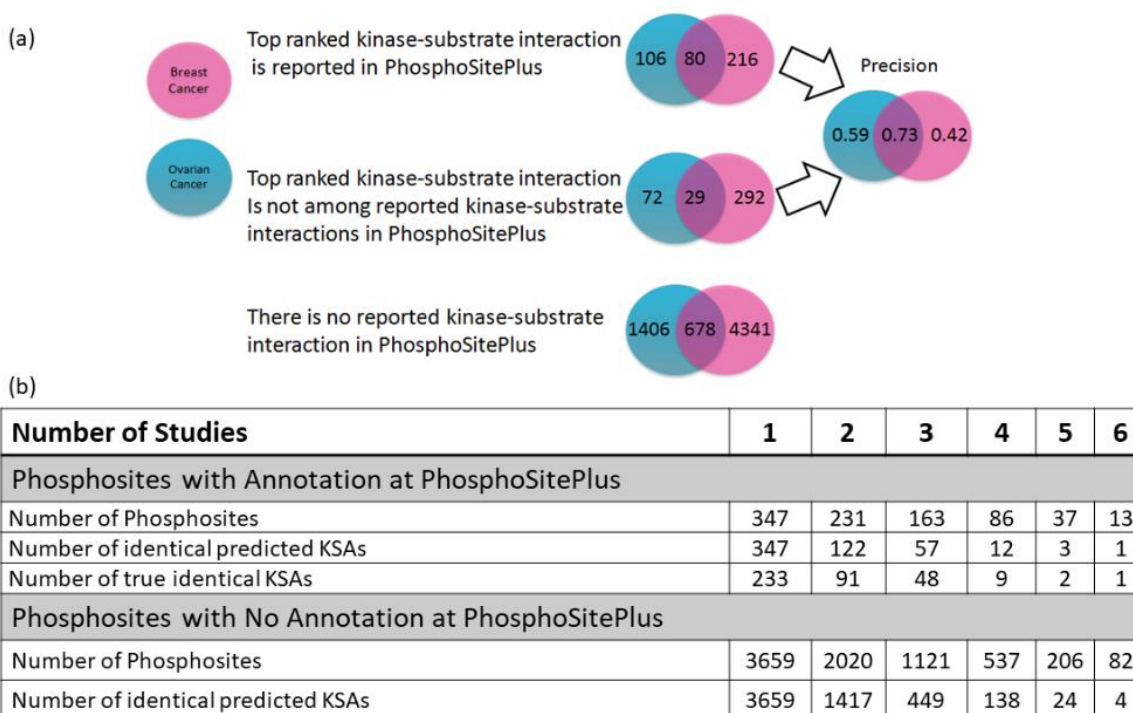 (a)
Breast
Cancer
Ovarian
Cancer
Top ranked kinase-substrate interaction
is reported in PhosphoSitePlus
106 80 216
Precision
0.59 0.73 0.42
Top ranked kinase-substrate interaction
Is not among reported kinase-substrate
interactions in PhosphoSitePlus
72 29 292
There is no reported kinase-substrate
interaction in PhosphoSitePlus
1406 678 4341
(b)
Number of Studies 1 2 3 4 5 6
Phosphosites with Annotation at PhosphoSitePlus
Number of Phosphosites 347 231 163 86 37 13
Number of identical predicted KSAs 347 122 57 12 3 1
Number of true identical KSAs 233 91 48 9 2 1
Phosphosites with No Annotation at PhosphoSitePlus
Number of Phosphosites 3659 2020 1121 537 206 82
Number of identical predicted KSAs 3659 1417 449 138 24 4